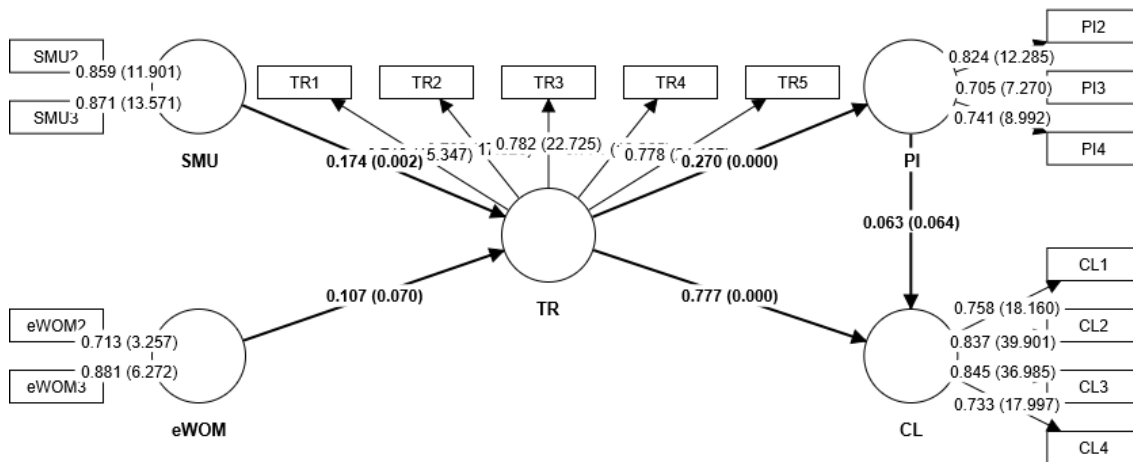 PI2
SMU2
0.859 (11.901)
0.824 (12.285)
TR1
TR2
TR3
TR4
TR5
0.705 (7.270)
PI3
0.871 (13.571)
SMU3
0.741 (8.992)
0.782 (22.725)
PI4
SMU
0.174 (0.002)
5.347)
0.778
0.270 (0.000)
PI
0.063 (0.064)
CL1
0.107 (0.070)
TR
0.777 (0.000)
0.758 (18.160)
eWOM2
CL2
0.713 (3.257)
0.837 (39.901)
0.881 (6.272)
0.845 (36.985)
eWOM3
CL3
0.733 (17.997)
eWOM
CL
CL4